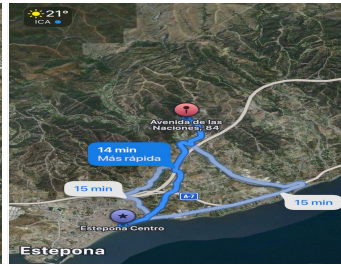 21°
ICA
Avenida de las
Naciones, 84
14 min
Más rápida
15 min
A-7
15 min
Estepona Centro
Estepona